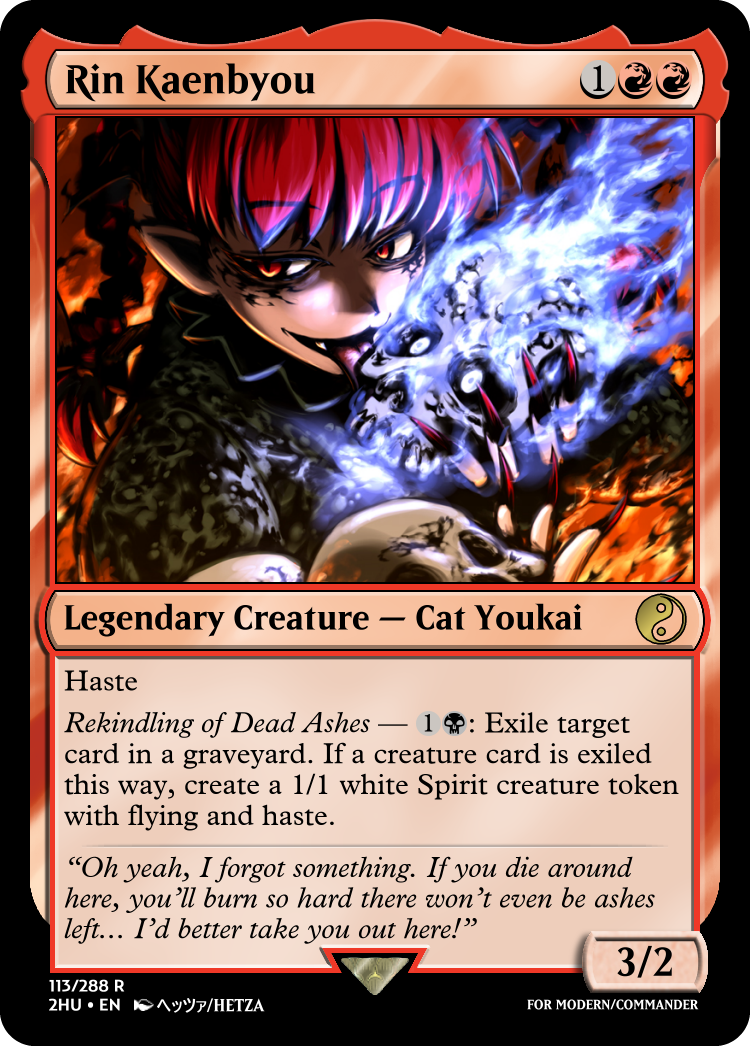 Rin Kaenbyou 1
Legendary Creature — Cat Youkai
Haste
Rekindling of Dead Ashes — 1: Exile target
card in a graveyard. If a creature card is exiled
this way, create a 1/1 white Spirit creature token
with flying and haste.
“Oh yeah, I forgot something. If you die around
here, you’ll burn so hard there won’t even be ashes
left… I’d better take you out here!”
3/2
113/288 R
2HU • EN ヘッツァ/HETZA
FOR MODERN/COMMANDER